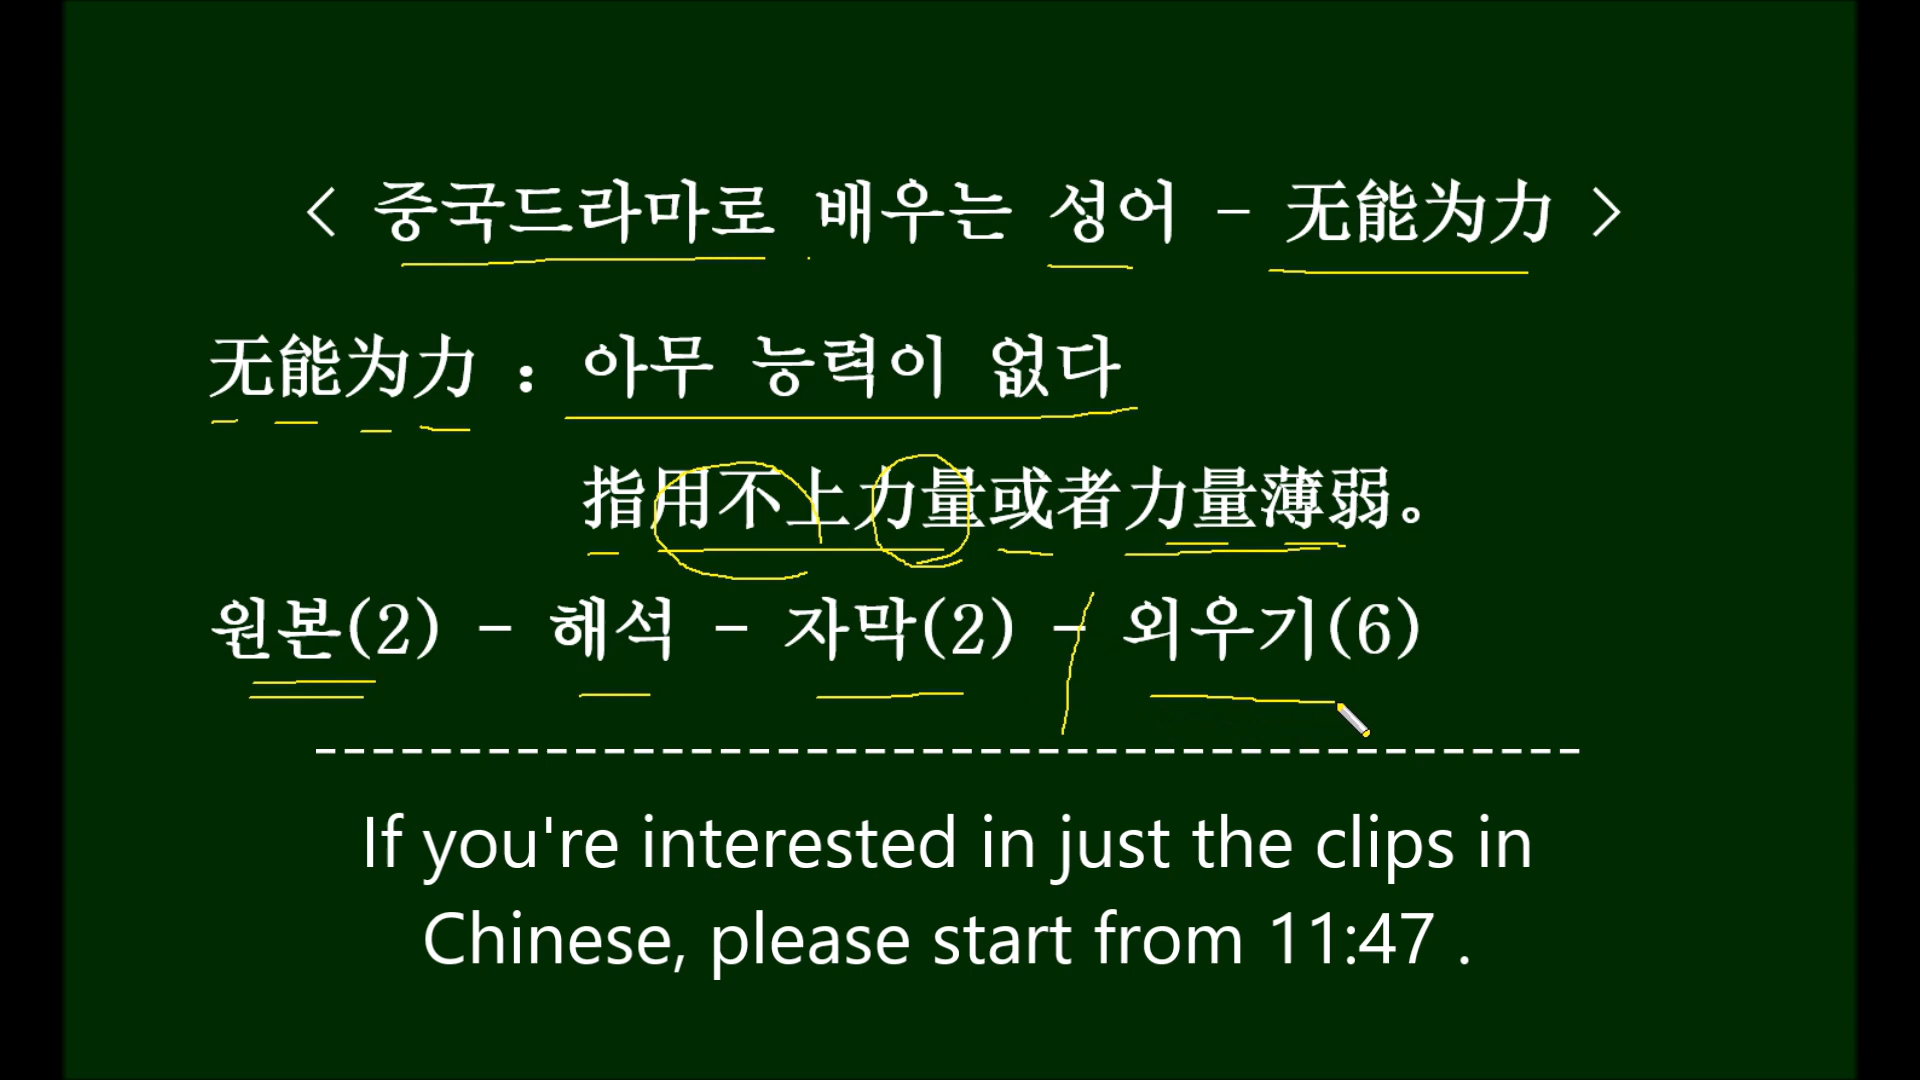 < 중국드라마로 배우는 성어 - 无能为力 >
无能为力 : 아무 능력이 없다
指用不上力量或者力量薄弱。
원본(2) - 해석 - 자막(2) - 외우기(6)
--------------------------------------------
If you're interested in just the clips in
Chinese, please start from 11:47 .